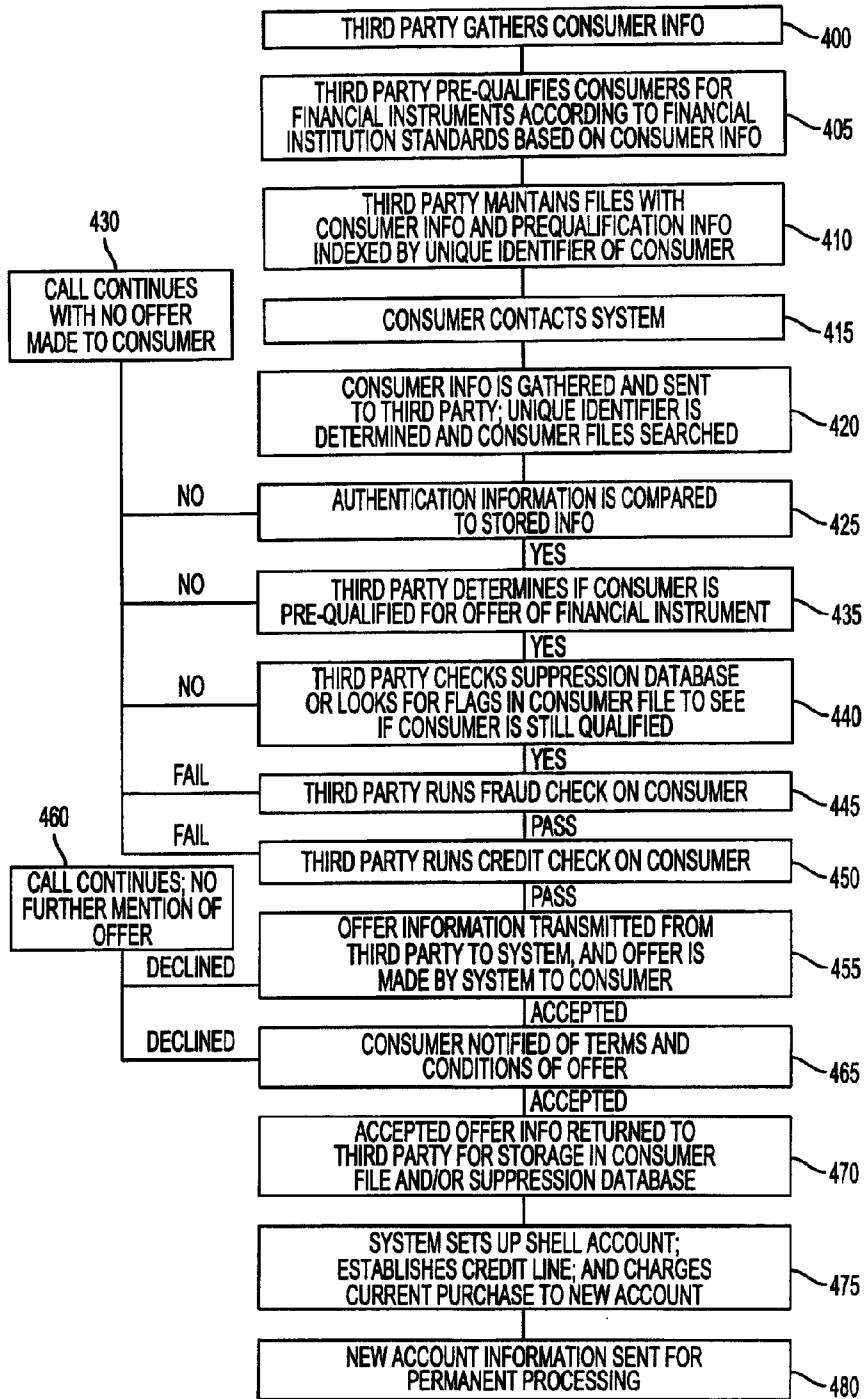 THIRD PARTY GATHERS CONSUMER INFO
400
THIRD PARTY PRE-QUALIFIES CONSUMERS FOR
FINANCIAL INSTRUMENTS ACCORDING TO FINANCIAL
INSTITUTION STANDARDS BASED ON CONSUMER INFO
405
THIRD PARTY MAINTAINS FILES WITH
CONSUMER INFO AND PREQUALIFICATION INFO
INDEXED BY UNIQUE IDENTIFIER OF CONSUMER
410
430
CALL CONTINUES
WITH NO OFFER
MADE TO CONSUMER
CONSUMER CONTACTS SYSTEM
415
CONSUMER INFO IS GATHERED AND SENT
TO THIRD PARTY; UNIQUE IDENTIFIER IS
DETERMINED AND CONSUMER FILES SEARCHED
420
NO
AUTHENTICATION INFORMATION IS COMPARED
TO STORED INFO
425
YES
NO
THIRD PARTY DETERMINES IF CONSUMER IS
PRE-QUALIFIED FOR OFFER OF FINANCIAL INSTRUMENT
435
YES
NO
THIRD PARTY CHECKS SUPPRESSION DATABASE
OR LOOKS FOR FLAGS IN CONSUMER FILE TO SEE
IF CONSUMER IS STILL QUALIFIED
440
YES
FAIL
THIRD PARTY RUNS FRAUD CHECK ON CONSUMER
445
PASS
FAIL
THIRD PARTY RUNS CREDIT CHECK ON CONSUMER
450
PASS
460
CALL CONTINUES; NO
FURTHER MENTION OF
OFFER
DECLINED
OFFER INFORMATION TRANSMITTED FROM
THIRD PARTY TO SYSTEM, AND OFFER IS
MADE BY SYSTEM TO CONSUMER
455
ACCEPTED
DECLINED
CONSUMER NOTIFIED OF TERMS AND
CONDITIONS OF OFFER
465
ACCEPTED
ACCEPTED OFFER INFO RETURNED TO
THIRD PARTY FOR STORAGE IN CONSUMER
FILE AND/OR SUPPRESSION DATABASE
470
SYSTEM SETS UP SHELL ACCOUNT;
ESTABLISHES CREDIT LINE; AND CHARGES
CURRENT PURCHASE TO NEW ACCOUNT
475
NEW ACCOUNT INFORMATION SENT FOR
PERMANENT PROCESSING
480